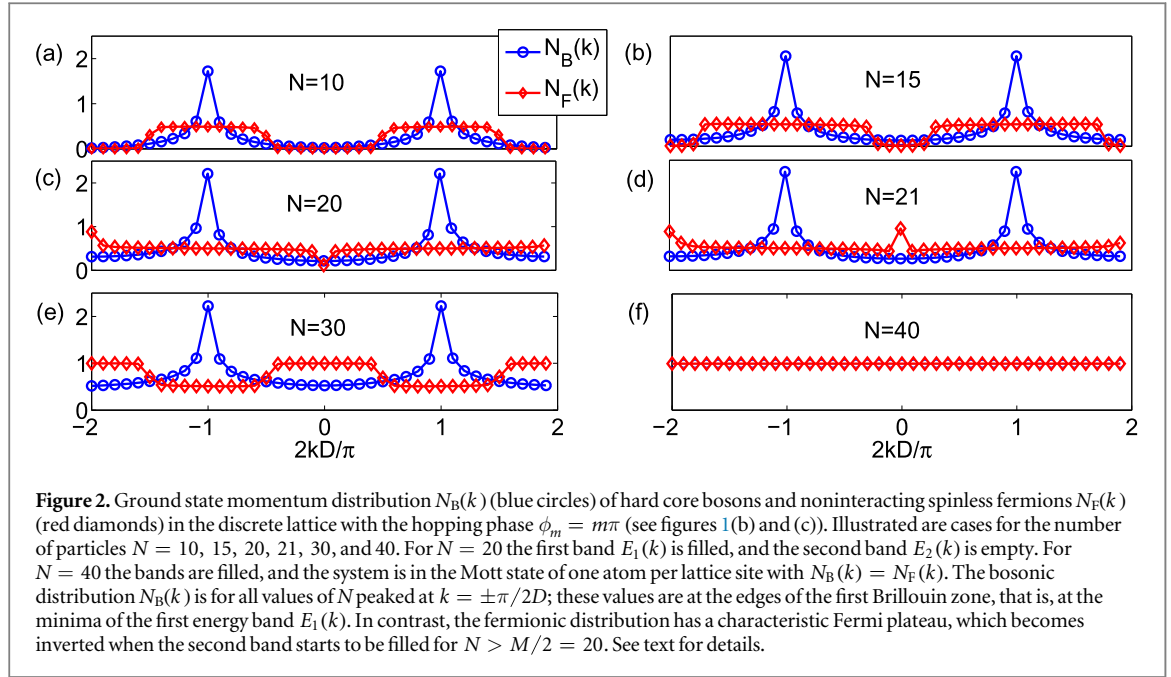 (a)
2
1
0
N=10
N_B(k)
N_F(k)
(b)
N=15
(c)
2
1
0
N=20
(d)
N=21
(e)
2
1
0
N=30
−2 −1 0 1 2
2kD/π
(f)
N=40
−2 −1 0 1 2
2kD/π
Figure 2. Ground state momentum distribution N_B(k) (blue circles) of hard core bosons and noninteracting spinless fermions N_F(k)
(red diamonds) in the discrete lattice with the hopping phase ϕ_m = mπ (see figures 1(b) and (c)). Illustrated are cases for the number
of particles N = 10, 15, 20, 21, 30, and 40. For N = 20 the first band E_1(k) is filled, and the second band E_2(k) is empty. For
N = 40 the bands are filled, and the system is in the Mott state of one atom per lattice site with N_B(k) = N_F(k). The bosonic
distribution N_B(k) is for all values of N peaked at k = ±π/2D; these values are at the edges of the first Brillouin zone, that is, at the
minima of the first energy band E_1(k). In contrast, the fermionic distribution has a characteristic Fermi plateau, which becomes
inverted when the second band starts to be filled for N > M/2 = 20. See text for details.